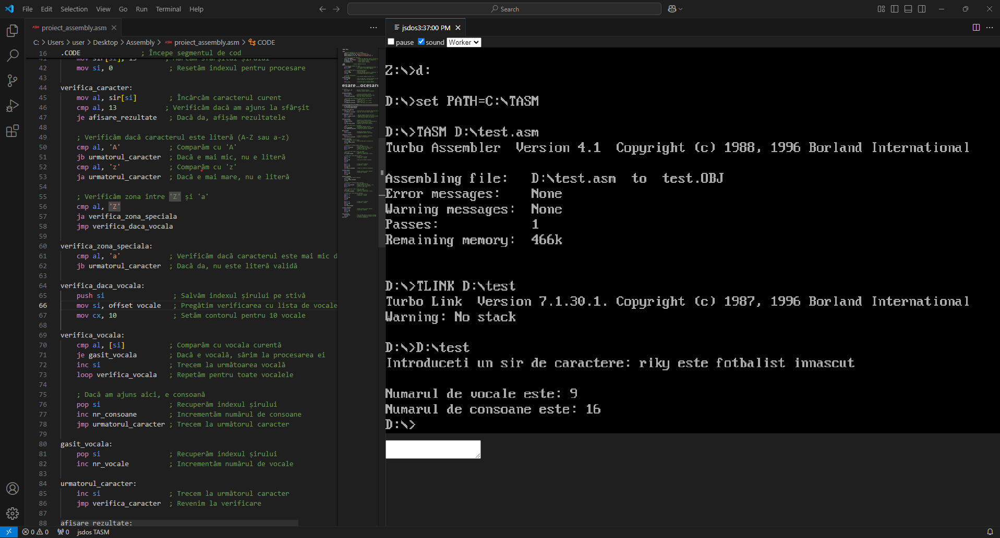 File Edit Selection View Go Run Terminal Help
Search
ASM proiect_assembly.asm
C: > Users > user > Desktop > Assembly > ASM proiect_assembly.asm > CODE
16 .CODE ; Începe segmentul de cod
41 mov sir[si], 13 ; Marcăm sfârșitul șirului
42 mov si, 0 ; Resetăm indexul pentru procesare
43
44 verifica_caracter:
45 mov al, sir[si] ; Încărcăm caracterul curent
46 cmp al, 13 ; Verificăm dacă am ajuns la sfârșit
47 je afisare_rezultate ; Dacă da, afișăm rezultatele
48
49 ; Verificăm dacă caracterul este literă (A-Z sau a-z)
50 cmp al, 'A' ; Comparăm cu 'A'
51 jb urmatorul_caracter ; Dacă e mai mic, nu e literă
52 cmp al, 'z' ; Comparăm cu 'z'
53 ja urmatorul_caracter ; Dacă e mai mare, nu e literă
54
55 ; Verificăm zona între 'Z' și 'a'
56 cmp al, 'Z'
57 ja verifica_zona_speciala
58 jmp verifica_daca_vocala
59
60 verifica_zona_speciala:
61 cmp al, 'a' ; Verificăm dacă caracterul este mai mic d
62 jb urmatorul_caracter ; Dacă da, nu este literă validă
63
64 verifica_daca_vocala:
65 push si ; Salvăm indexul șirului pe stivă
66 mov si, offset vocale ; Pregătim verificarea cu lista de vocale
67 mov cx, 10 ; Setăm contorul pentru 10 vocale
68
69 verifica_vocala:
70 cmp al, [si] ; Comparăm cu vocala curentă
71 je gasit_vocala ; Dacă e vocală, sărim la procesarea ei
72 inc si ; Trecem la următoarea vocală
73 loop verifica_vocala ; Repetăm pentru toate vocalele
74
75 ; Dacă am ajuns aici, e consoană
76 pop si ; Recuperăm indexul șirului
77 inc nr_consoane ; Incrementăm numărul de consoane
78 jmp urmatorul_caracter ; Trecem la următorul caracter
79
80 gasit_vocala:
81 pop si ; Recuperăm indexul șirului
82 inc nr_vocale ; Incrementăm numărul de vocale
83
84 urmatorul_caracter:
85 inc si ; Trecem la următorul caracter
86 jmp verifica_caracter ; Revenim la verificare
87
88 afisare_rezultate:
esare...ocesare
jsdos3:37:00 PM
pause sound Worker
Z:\>d:
D:\>set PATH=C:\TASM
D:\>TASM D:\test.asm
Turbo Assembler Version 4.1 Copyright (c) 1988, 1996 Borland International
Assembling file: D:\test.asm to test.OBJ
Error messages: None
Warning messages: None
Passes: 1
Remaining memory: 466k
D:\>TLINK D:\test
Turbo Link Version 7.1.30.1. Copyright (c) 1987, 1996 Borland International
Warning: No stack
D:\>D:\test
Introduceti un sir de caractere: riky este fotbalist innascut
Numarul de vocale este: 9
Numarul de consoane este: 16
D:\>
0 0 0 jsdos TASM